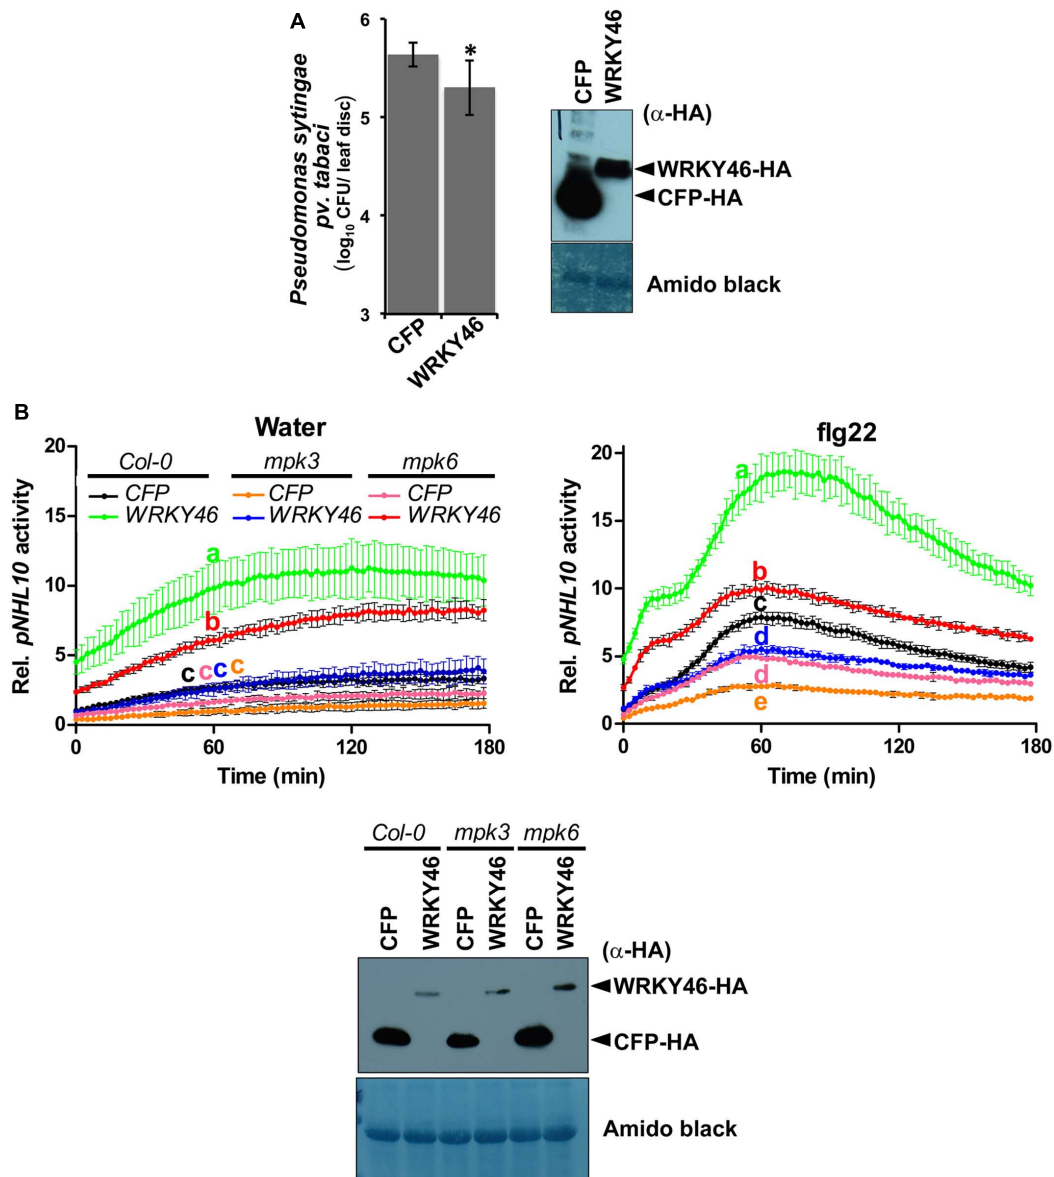 A
Pseudomonas sytingae
pv. tabaci
(log10 CFU/ leaf disc)
6
5
4
3
*
CFP
WRKY46
CFP
WRKY46
(α-HA)
WRKY46-HA
CFP-HA
Amido black
B
Water
Rel. pNHL10 activity
20
15
10
5
0
Col-0 mpk3 mpk6
CFP CFP CFP
WRKY46 WRKY46 WRKY46
a
b
c c c c
0 60 120 180
Time (min)
flg22
Rel. pNHL10 activity
20
15
10
5
0
a
b
c
d
d
e
0 60 120 180
Time (min)
Col-0 mpk3 mpk6
CFP WRKY46 CFP WRKY46 CFP WRKY46
(α-HA)
WRKY46-HA
CFP-HA
Amido black